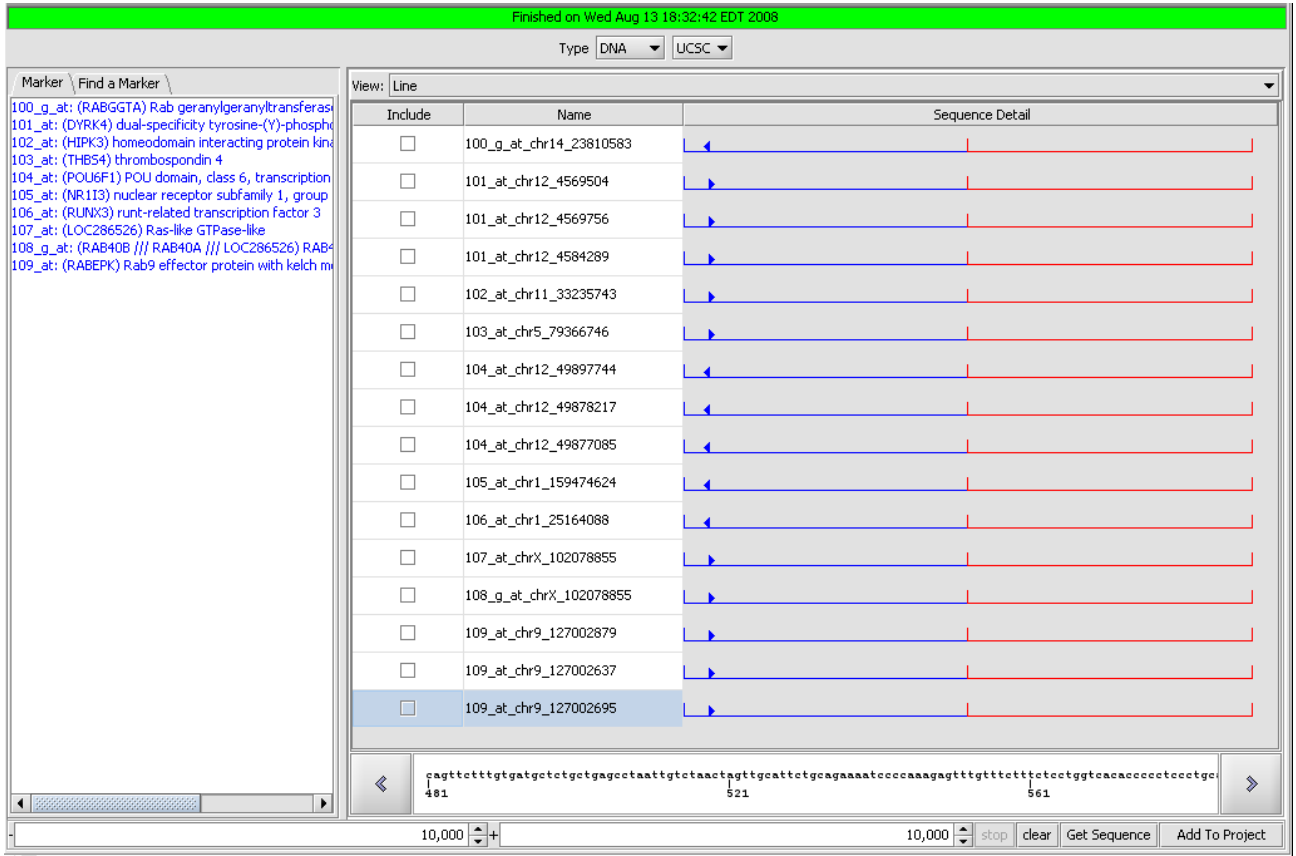 Finished on Wed Aug 13 18:32:42 EDT 2008
Type DNA UCSC
Marker Find a Marker
100_g_at: (RABGGTA) Rab geranylgeranyltransferas
101_at: (DYRK4) dual-specificity tyrosine-(Y)-phosph
102_at: (HIPK3) homeodomain interacting protein kin
103_at: (THBS4) thrombospondin 4
104_at: (POU6F1) POU domain, class 6, transcription
105_at: (NR1I3) nuclear receptor subfamily 1, group
106_at: (RUNX3) runt-related transcription factor 3
107_at: (LOC286526) Ras-like GTPase-like
108_g_at: (RAB40B /// RAB40A /// LOC286526) RAB4
109_at: (RABEPK) Rab9 effector protein with kelch m
View: Line
Include Name Sequence Detail
100_g_at_chr14_23810583
101_at_chr12_4569504
101_at_chr12_4569756
101_at_chr12_4584289
102_at_chr11_33235743
103_at_chr5_79366746
104_at_chr12_49897744
104_at_chr12_49878217
104_at_chr12_49877085
105_at_chr1_159474624
106_at_chr1_25164088
107_at_chrX_102078855
108_g_at_chrX_102078855
109_at_chr9_127002879
109_at_chr9_127002637
109_at_chr9_127002695
cagttctttgtgatgctctgctgagcctaattgtctaactagttgcattctgcagaaaatccccaaagagtttgtttctttctcctggtcacacccccctccctgc
481 521 561
- 10,000 + 10,000 stop clear Get Sequence Add To Project